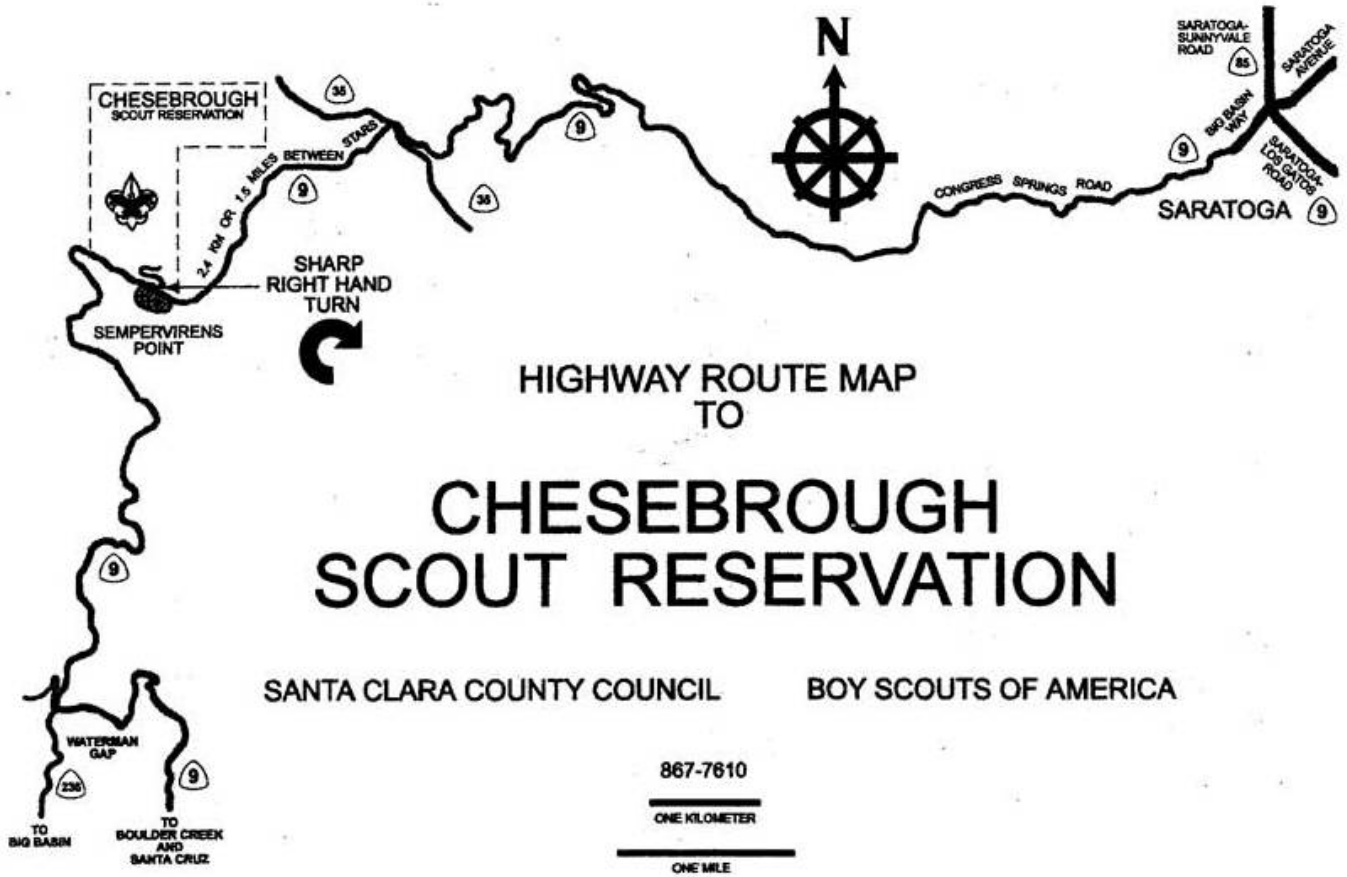 N
SARATOGA-
SUNNYVALE
ROAD
85
SARATOGA
AVENUE
BIG BASIN
WAY
9
SARATOGA-
LOS GATOS
ROAD
9
SARATOGA
CONGRESS SPRINGS ROAD
9
35
35
CHESEBROUGH
SCOUT RESERVATION
2.4 KM OR 1.5 MILES BETWEEN STARS
9
SHARP
RIGHT HAND
TURN
SEMPERVIRENS
POINT
HIGHWAY ROUTE MAP
TO
CHESEBROUGH
SCOUT RESERVATION
SANTA CLARA COUNTY COUNCIL
BOY SCOUTS OF AMERICA
9
WATERMAN
GAP
236
9
TO
BIG BASIN
TO
BOULDER CREEK
AND
SANTA CRUZ
867-7610
ONE KILOMETER
ONE MILE